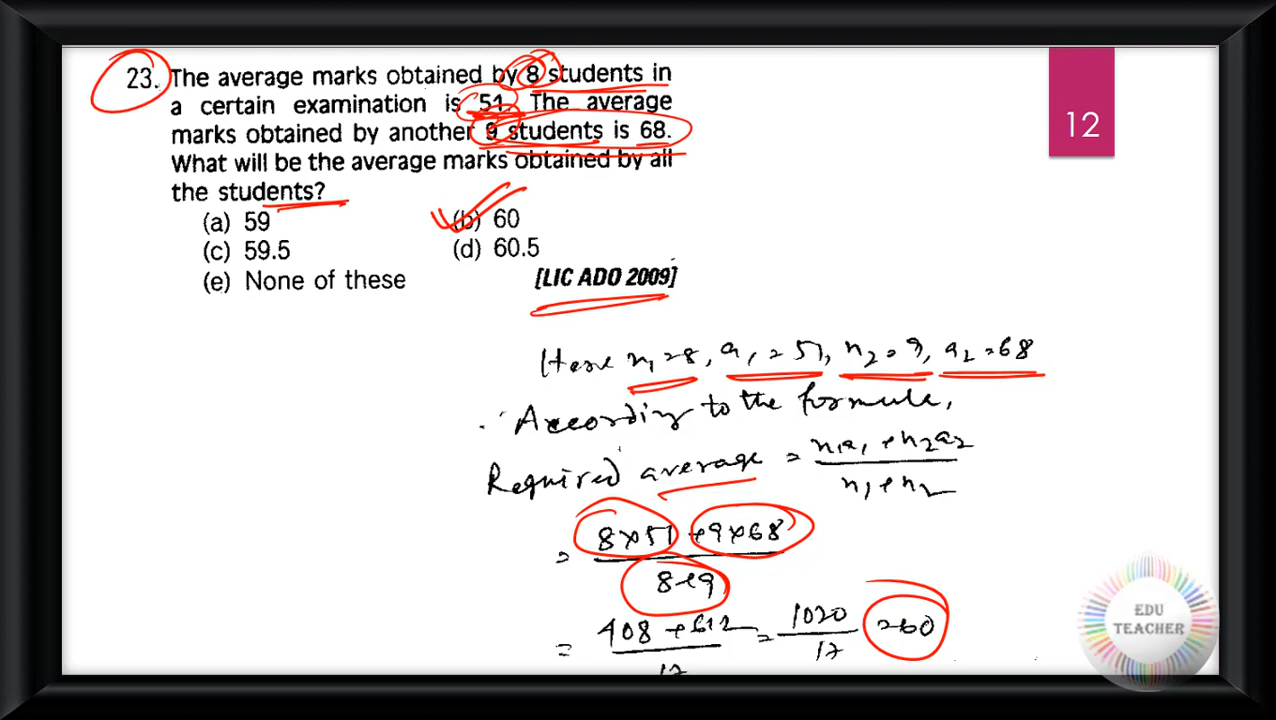 23. The average marks obtained by 8 students in
a certain examination is 51. The average
marks obtained by another 9 students is 68.
What will be the average marks obtained by all
the students?
(a) 59
(b) 60
(c) 59.5
(d) 60.5
(e) None of these
[LIC ADO 2009]
12
Here n₁=8, a₁=51, n₂=9, a₂=68
According to the formula,
Required average = n₁a₁+n₂a₂
n₁+n₂
= 8×51+9×68
8+9
= 408+612 = 1020 =60
17 17
EDU
TEACHER